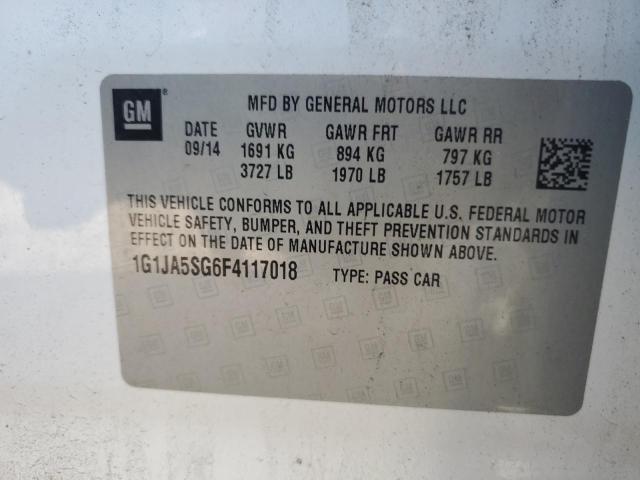 GM ® MFD BY GENERAL MOTORS LLC
DATE GVWR GAWR FRT GAWR RR
09/14 1691 KG 894 KG 797 KG
3727 LB 1970 LB 1757 LB
THIS VEHICLE CONFORMS TO ALL APPLICABLE U.S. FEDERAL MOTOR
VEHICLE SAFETY, BUMPER, AND THEFT PREVENTION STANDARDS IN
EFFECT ON THE DATE OF MANUFACTURE SHOWN ABOVE.
1G1JA5SG6F4117018 TYPE: PASS CAR